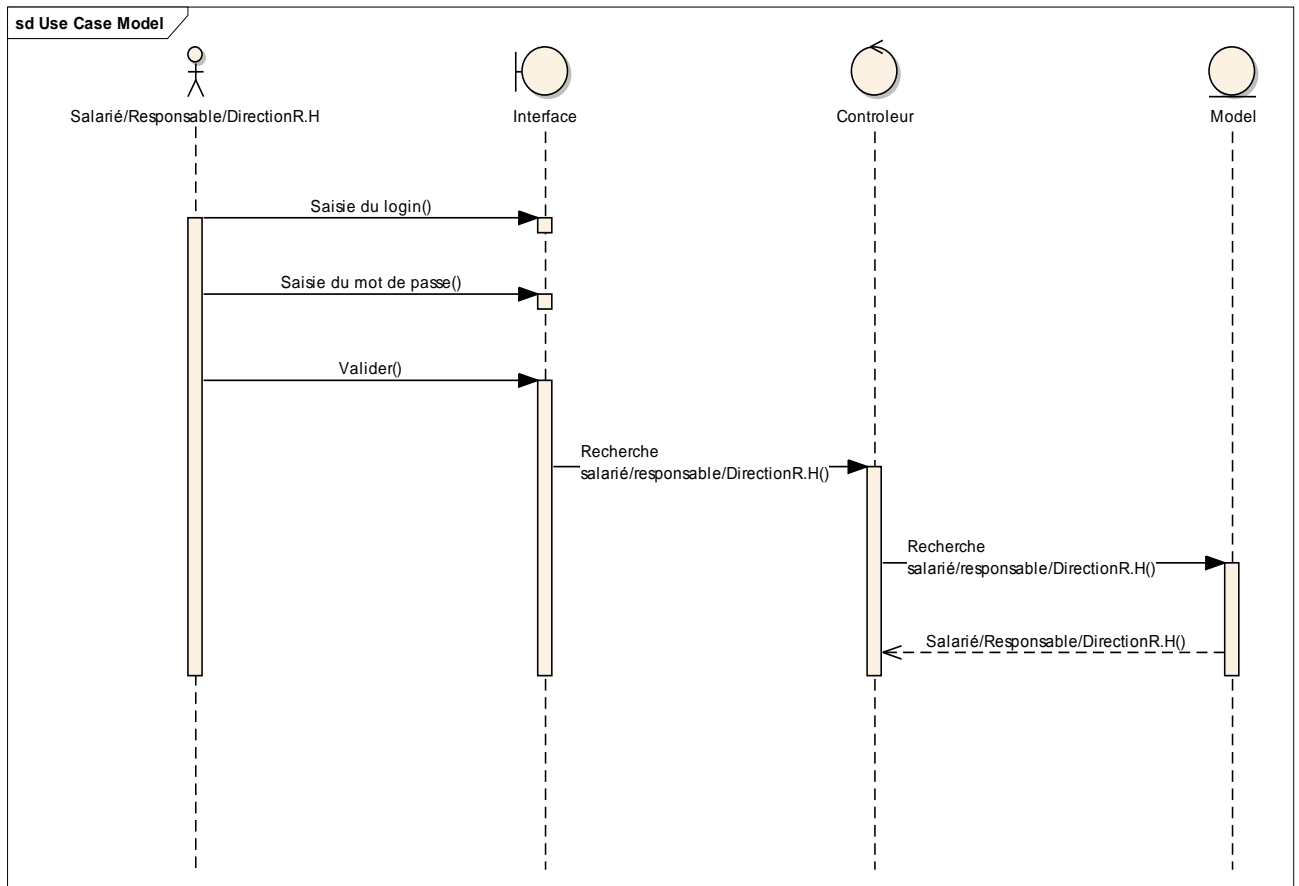 sd Use Case Model
Salarié/Responsable/DirectionR.H
Interface
Controleur
Model
Saisie du login()
Saisie du mot de passe()
Valider()
Recherche
salarié/responsable/DirectionR.H()
Recherche
salarié/responsable/DirectionR.H()
Salarié/Responsable/DirectionR.H()